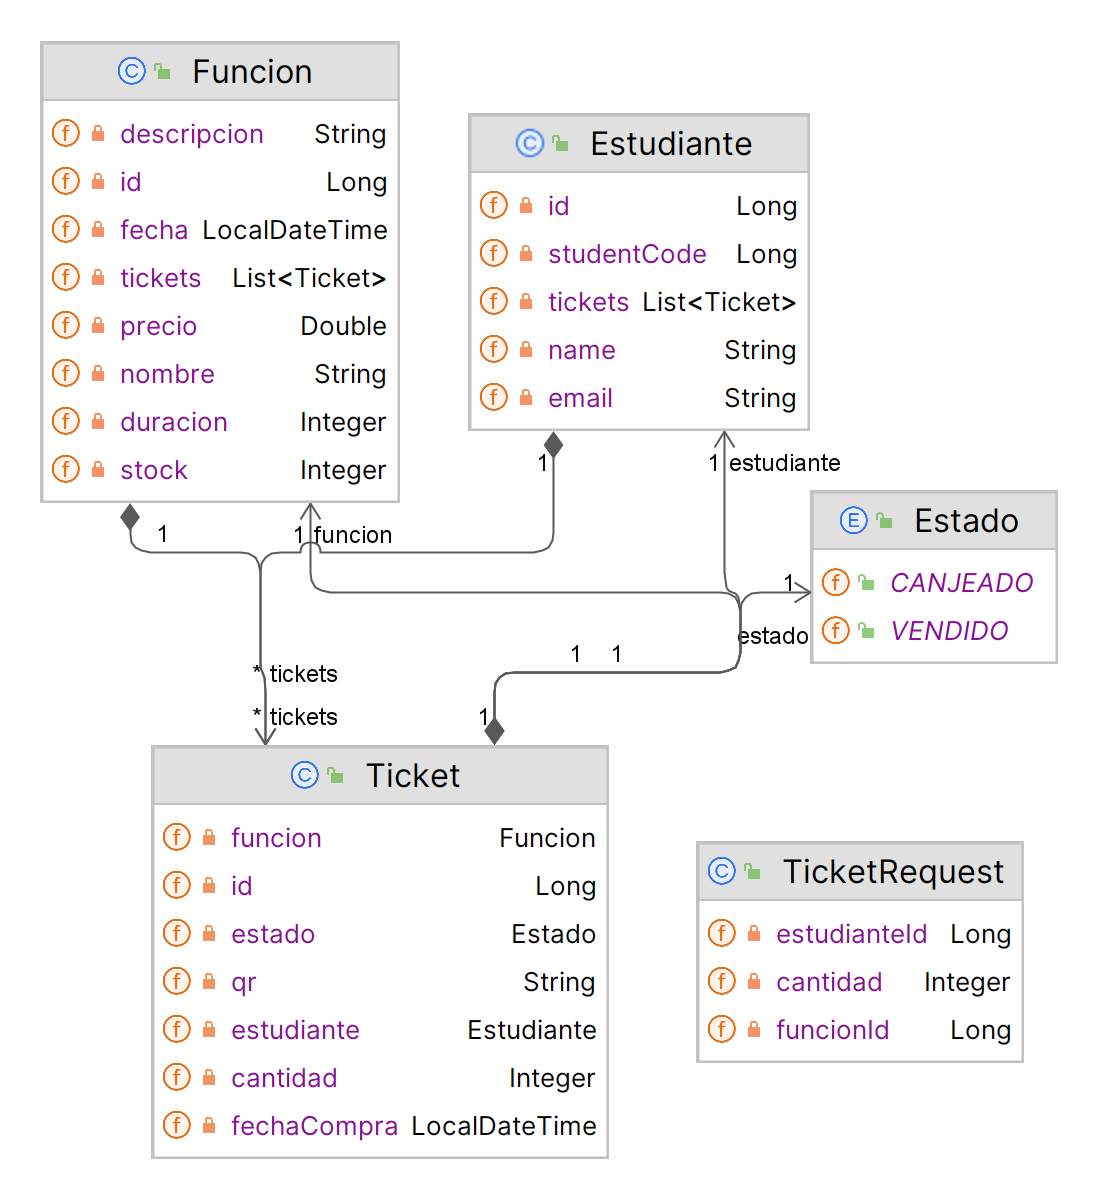 Funcion
descripcion String
id Long
fecha LocalDateTime
tickets List<Ticket>
precio Double
nombre String
duracion Integer
stock Integer
Estudiante
id Long
studentCode Long
tickets List<Ticket>
name String
email String
1
1 estudiante
Estado
CANJEADO
VENDIDO
1
1 funcion
1
estado
1 1
* tickets
* tickets
1
Ticket
funcion Funcion
id Long
estado Estado
qr String
estudiante Estudiante
cantidad Integer
fechaCompra LocalDateTime
TicketRequest
estudianteId Long
cantidad Integer
funcionId Long